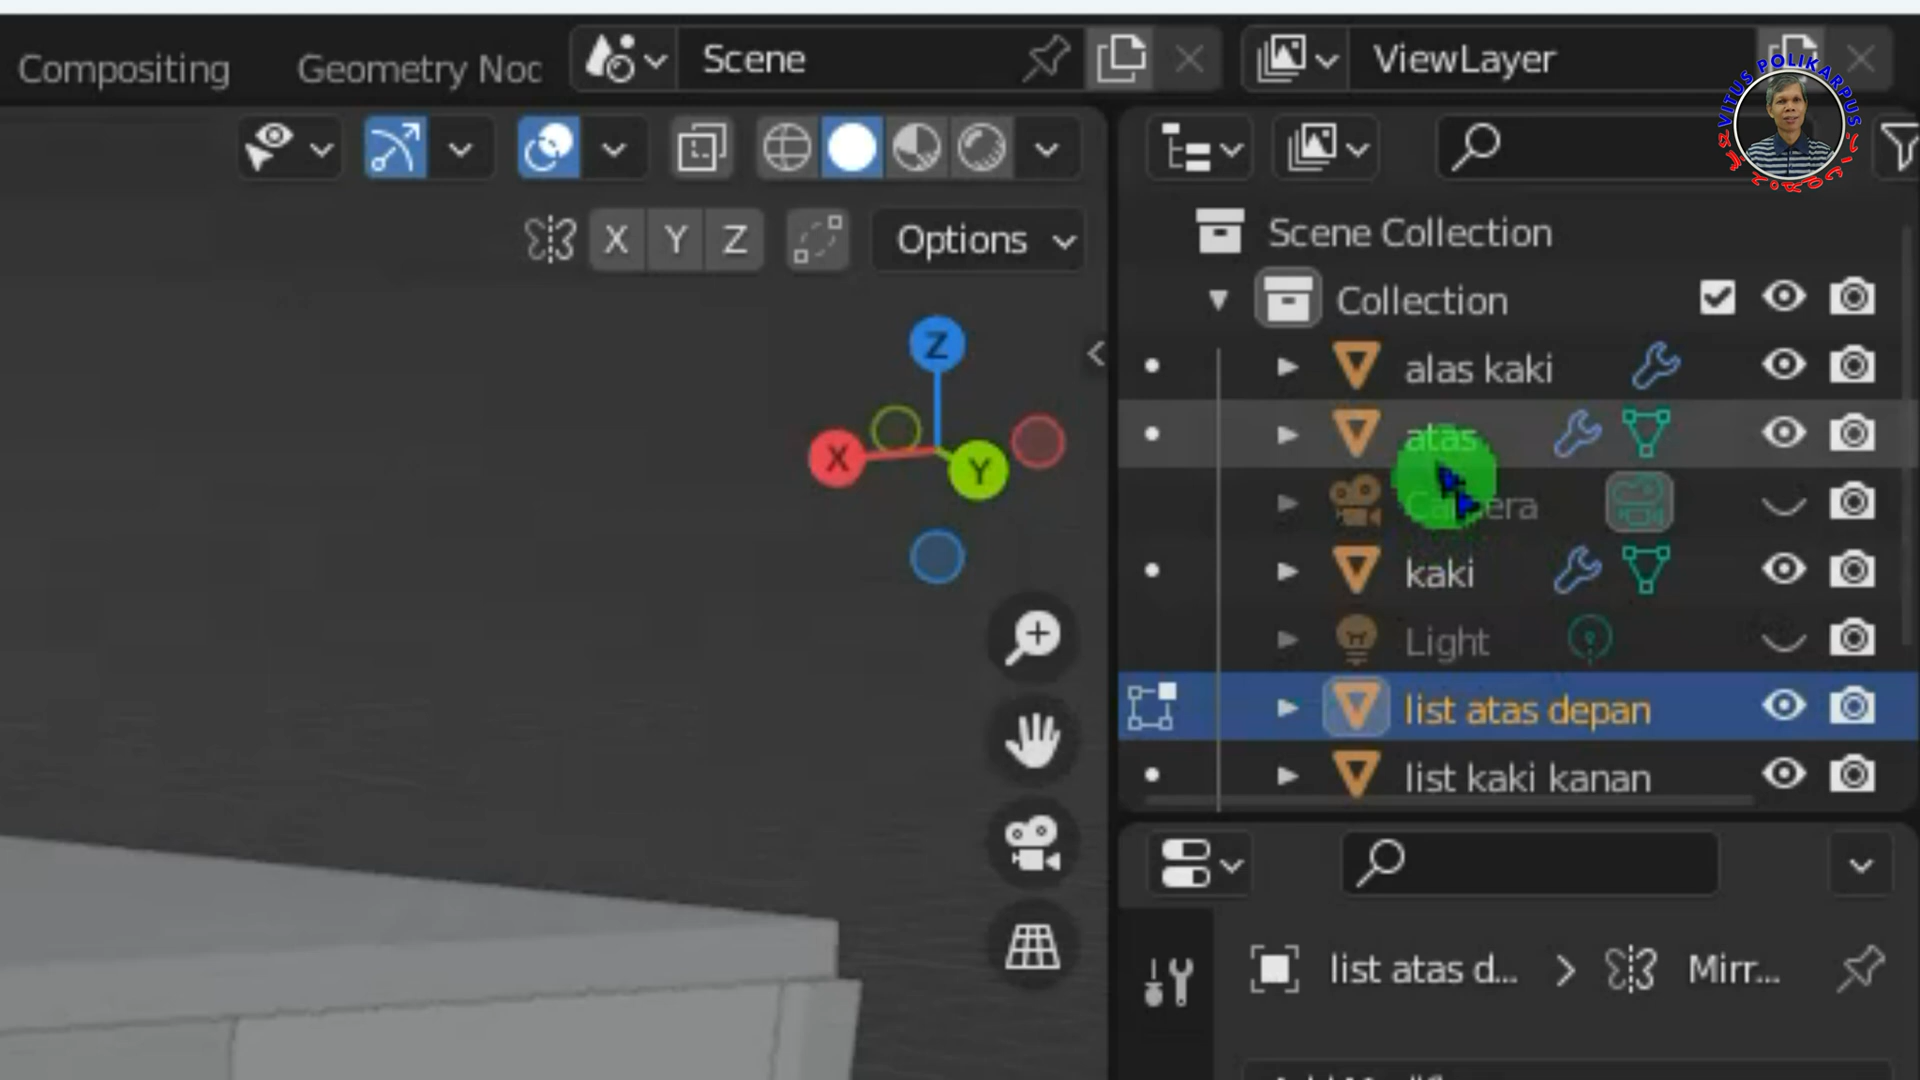 Compositing Geometry Noc Scene ViewLayer
VITUS POLIKARPUS
X Y Z Options
Scene Collection
Collection
alas kaki
atas
kaki
Light
list atas depan
list kaki kanan
Z
X
Y
list atas d... > Mirr...